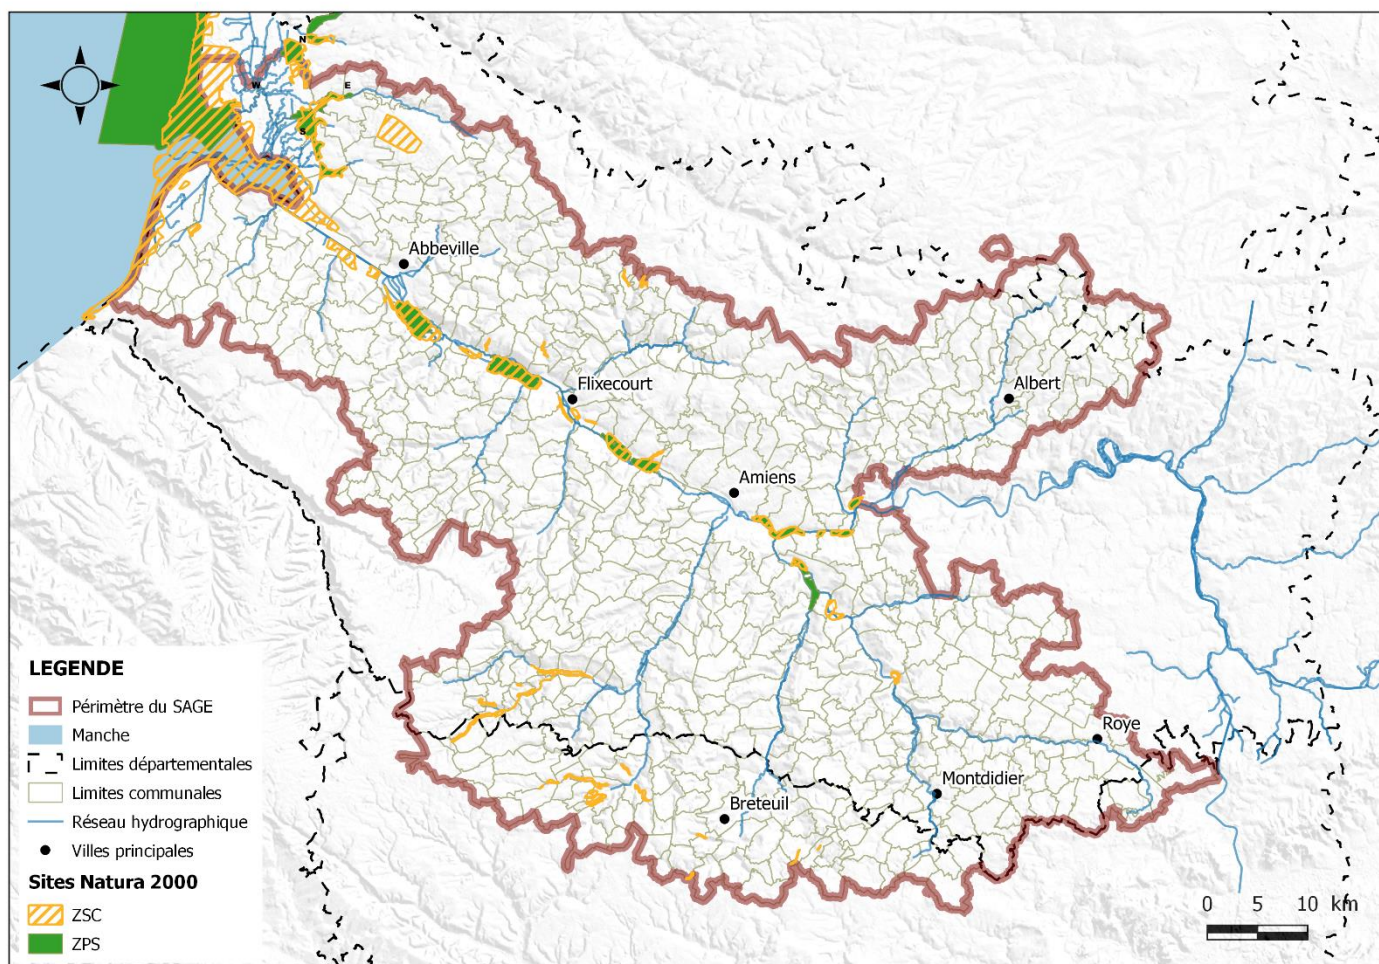 N
W
E
S
Abbeville
Flixecourt
Albert
Amiens
Roye
Montdidier
Breteuil
LEGENDE
Périmètre du SAGE
Manche
Limites départementales
Limites communales
Réseau hydrographique
Villes principales
Sites Natura 2000
ZSC
ZPS
0 5 10 km